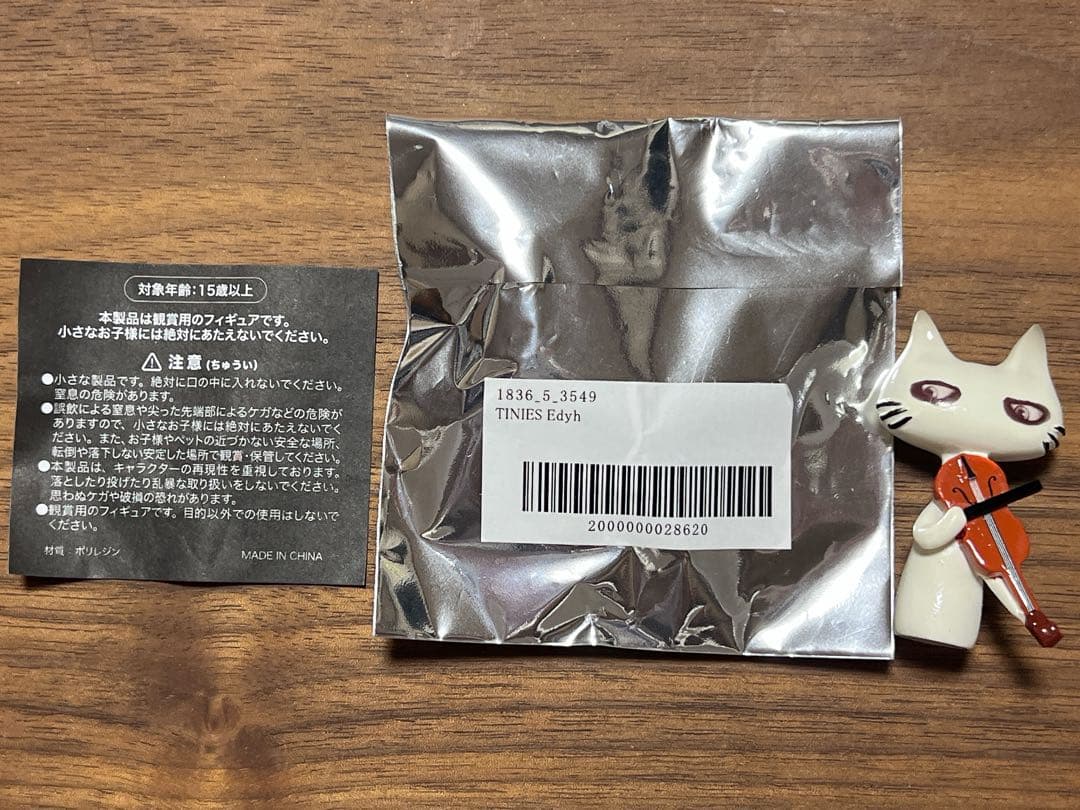 対象年齢:15歳以上
本製品は観賞用のフィギュアです。
小さなお子様には絶対にあたえないでください。
注意(ちゅうい)
●小さな製品です。絶対に口の中に入れないでください。
窒息の危険があります。
●誤飲による窒息や尖った先端部によるケガなどの危険が
ありますので、小さなお子様には絶対にあたえないでくだ
さい。また、お子様やペットの近づかない安全な場所、
転倒や落下しない安定した場所で観賞・保管してください。
●本製品は、キャラクターの再現性を重視しております。
落としたり投げたり乱暴な取り扱いをしないでください。
思わぬケガや破損の恐れがあります。
●観賞用のフィギュアです。目的以外での使用はしないで
ください。
材質:ポリレジン
MADE IN CHINA
1836_5_3549
TINIES Edyh
2000000028620